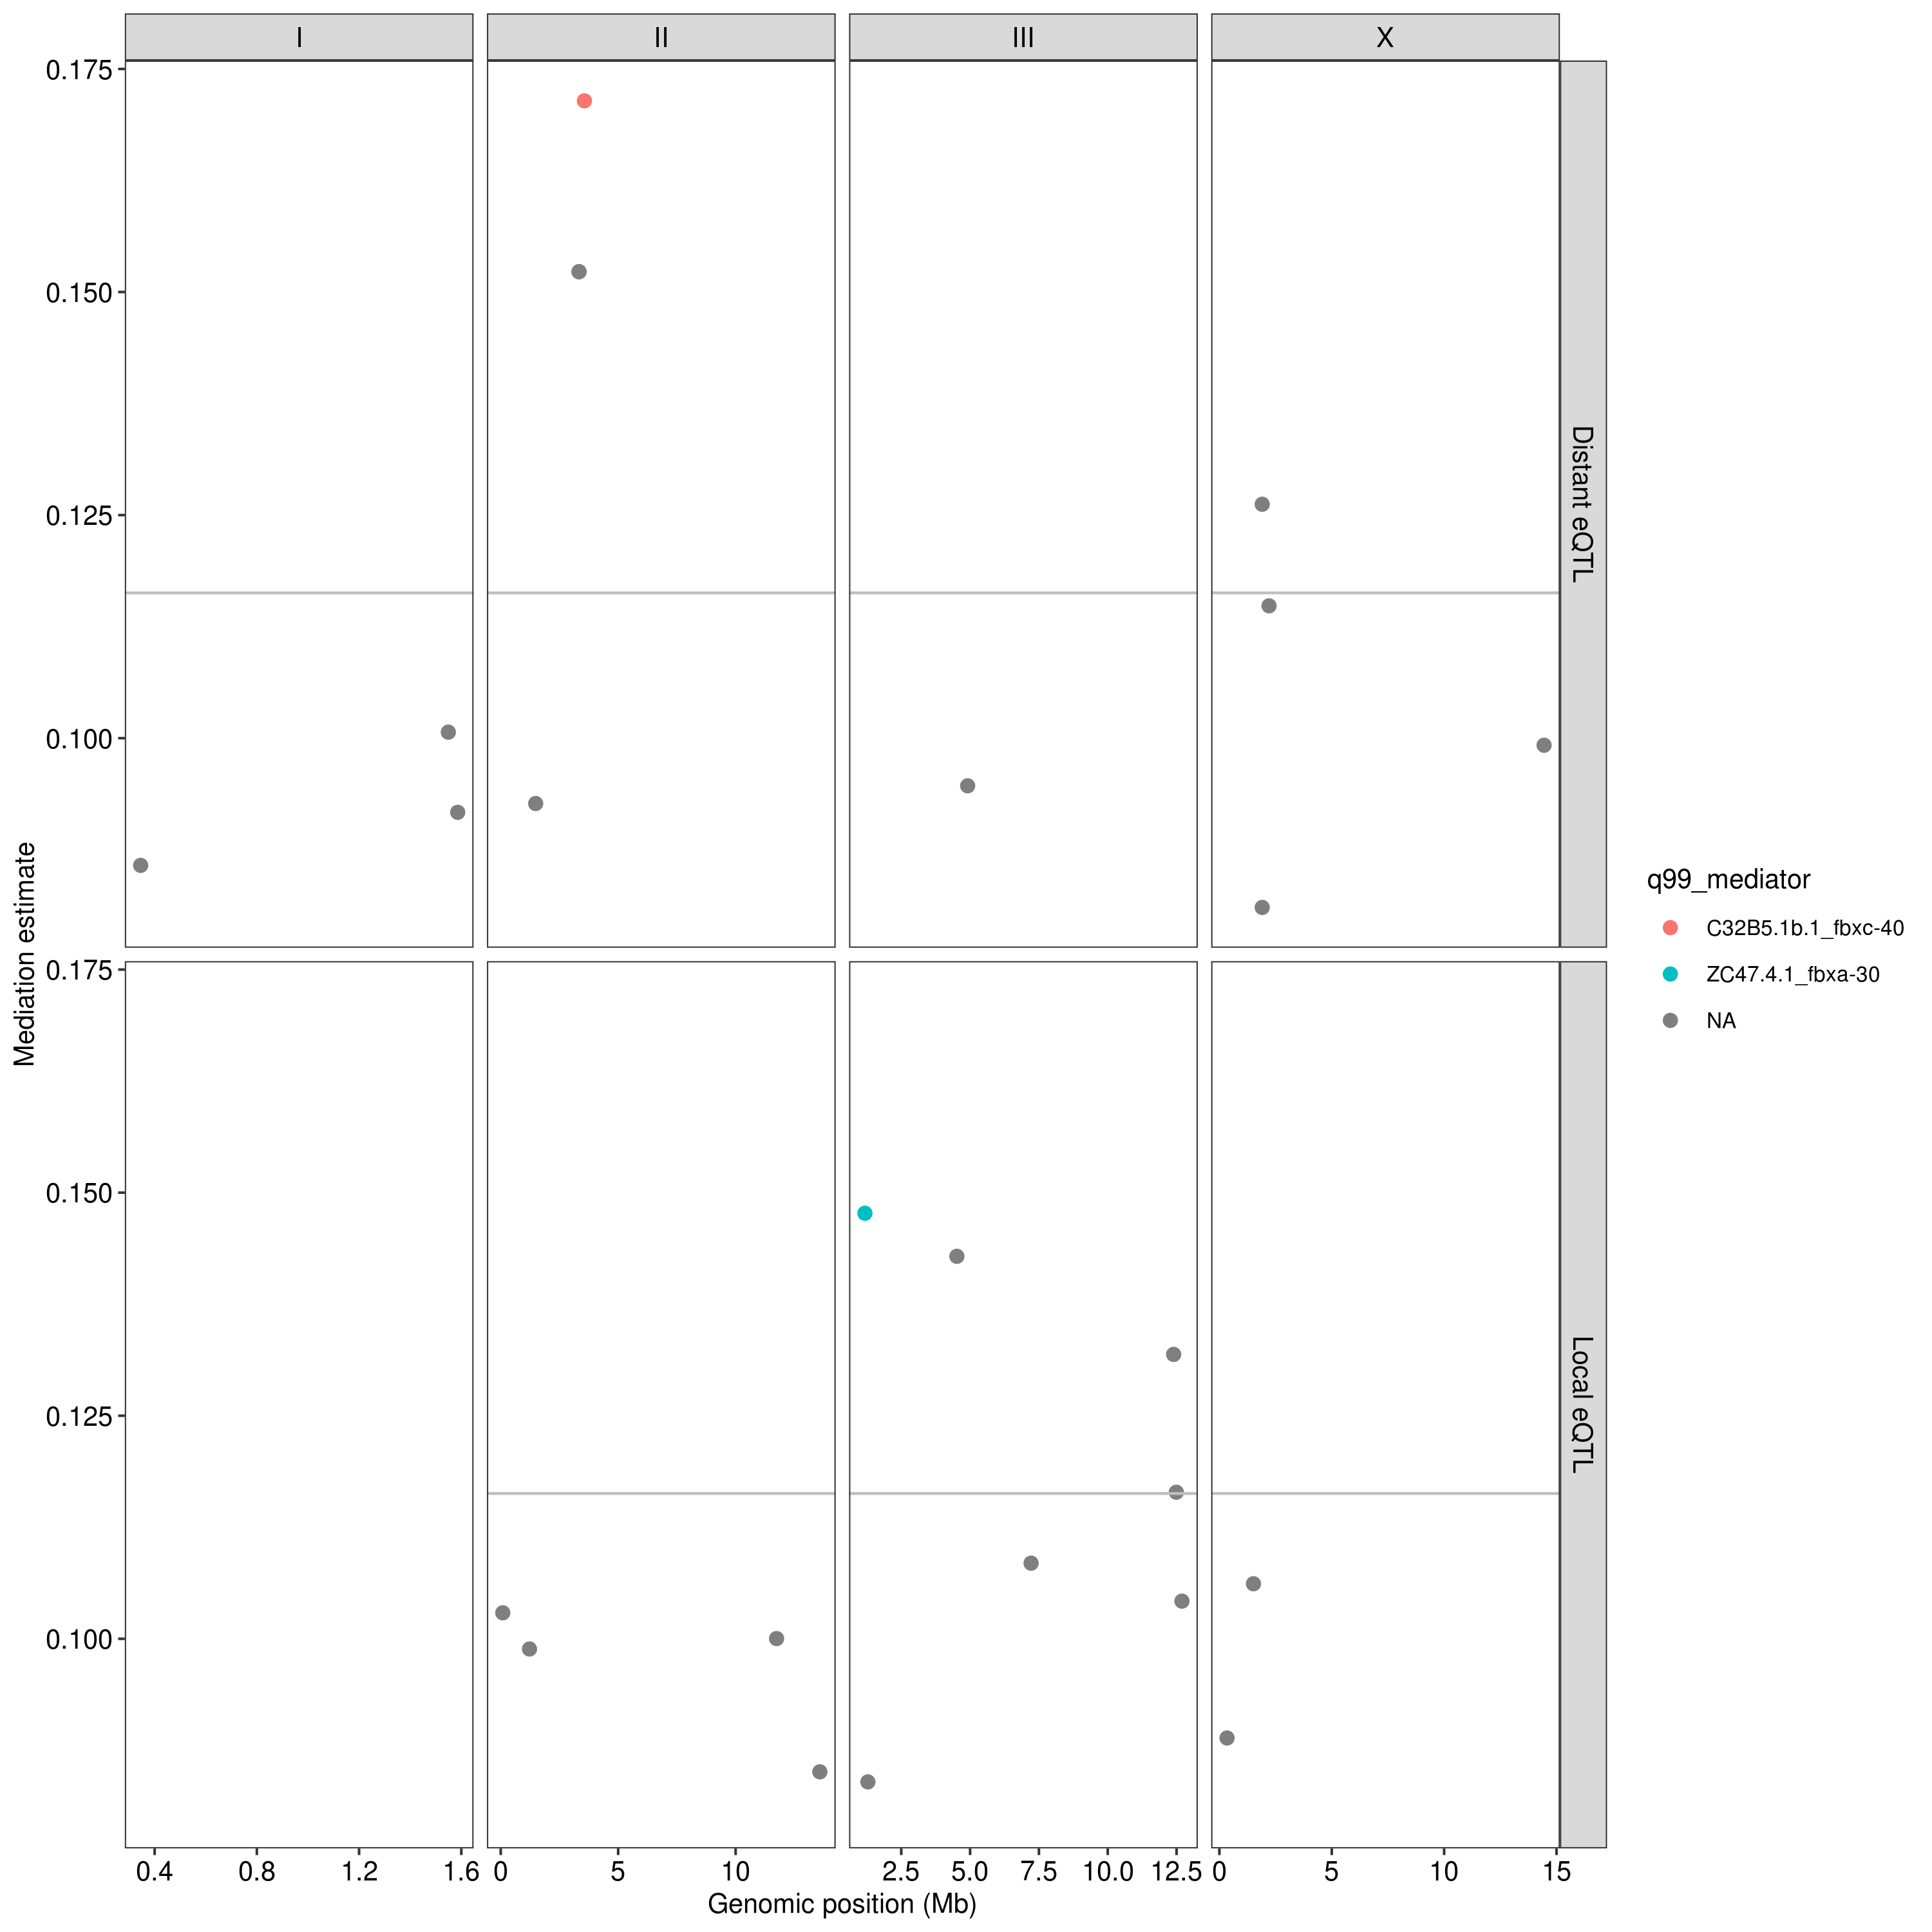 I II III X
0.175
0.150
0.125
0.100
Distant eQTL
0.175
0.150
0.125
0.100
Local eQTL
Mediation estimate
0.4 0.8 1.2 1.6 0 5 10 2.5 5.0 7.5 10.0 12.5 0 5 10 15
Genomic position (Mb)
q99_mediator
C32B5.1b.1_fbxc-40
ZC47.4.1_fbxa-30
NA